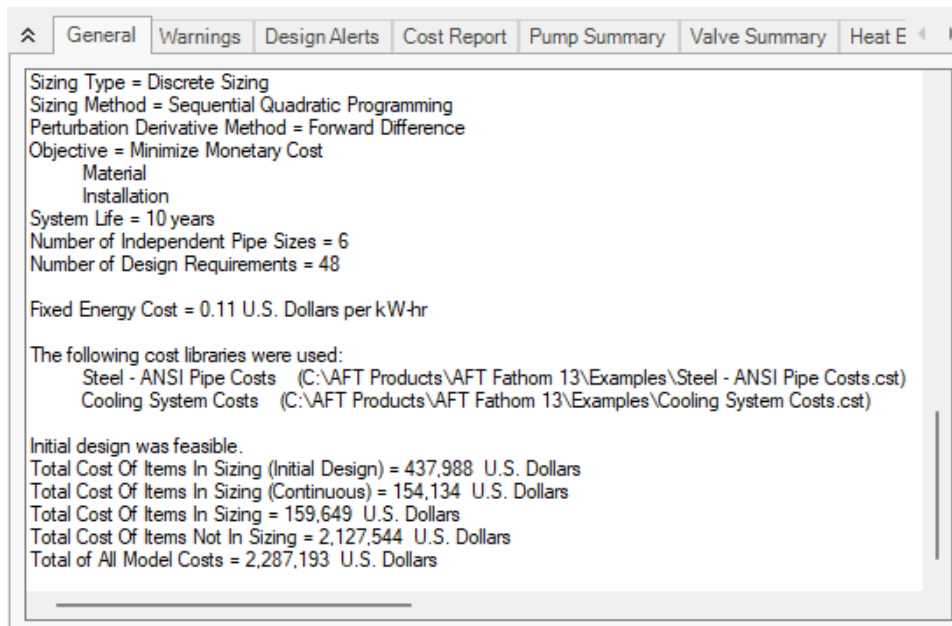 General Warnings Design Alerts Cost Report Pump Summary Valve Summary Heat E
Sizing Type = Discrete Sizing
Sizing Method = Sequential Quadratic Programming
Perturbation Derivative Method = Forward Difference
Objective = Minimize Monetary Cost
Material
Installation
System Life = 10 years
Number of Independent Pipe Sizes = 6
Number of Design Requirements = 48
Fixed Energy Cost = 0.11 U.S. Dollars per kW-hr
The following cost libraries were used:
Steel - ANSI Pipe Costs (C:\AFT Products\AFT Fathom 13\Examples\Steel - ANSI Pipe Costs.cst)
Cooling System Costs (C:\AFT Products\AFT Fathom 13\Examples\Cooling System Costs.cst)
Initial design was feasible.
Total Cost Of Items In Sizing (Initial Design) = 437,988 U.S. Dollars
Total Cost Of Items In Sizing (Continuous) = 154,134 U.S. Dollars
Total Cost Of Items In Sizing = 159,649 U.S. Dollars
Total Cost Of Items Not In Sizing = 2,127,544 U.S. Dollars
Total of All Model Costs = 2,287,193 U.S. Dollars